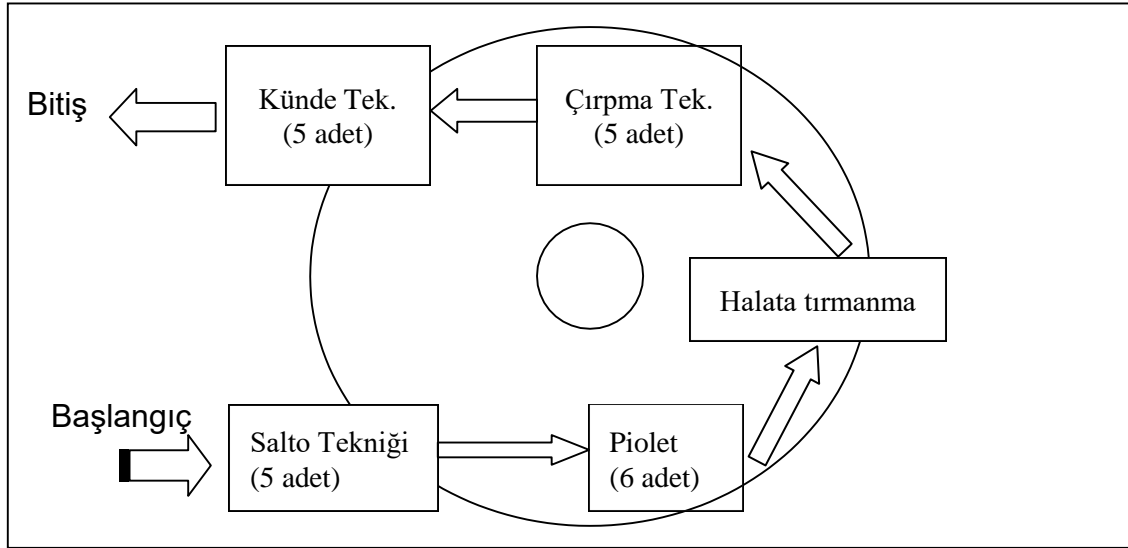 Bitiş
Künde Tek.
(5 adet)
Çırpma Tek.
(5 adet)
Halata tırmanma
Başlangıç
Salto Tekniği
(5 adet)
Piolet
(6 adet)